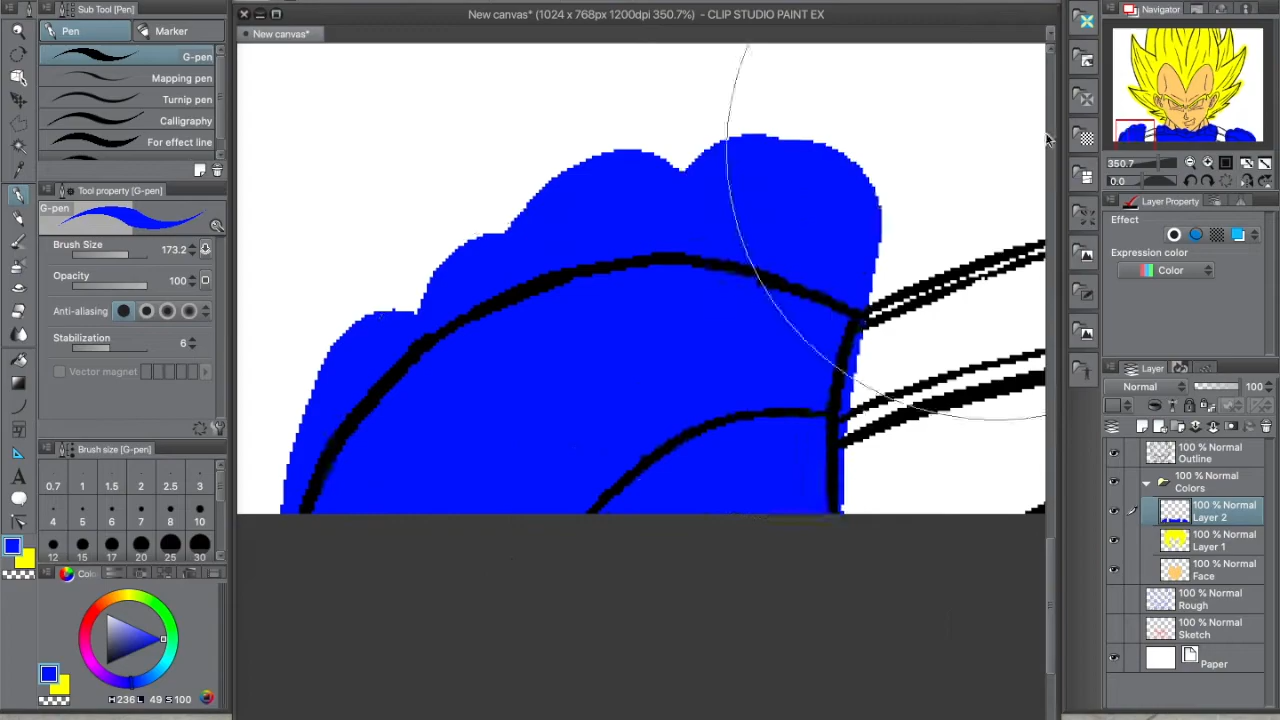 Sub Tool [Pen]
Pen
Marker
G-pen
Mapping pen
Turnip pen
Calligraphy
For effect line
Tool property [G-pen]
G-pen
Brush Size 173.2
Opacity 100
Anti-aliasing
Stabilization 6
Vector magnet
Brush size [G-pen]
0.7 1 1.5 2 2.5 3
4 5 6 7 8 10
12 15 17 20 25 30
Colo
H 236 L 49 S 100
New canvas* (1024 x 768px 1200dpi 350.7%) - CLIP STUDIO PAINT EX
New canvas*
Navigator
350.7
0.0
Layer Property
Effect
Expression color
Color
Layer
Normal 100
100 % Normal
Outline
100 % Normal
Colors
100 % Normal
Layer 2
100 % Normal
Layer 1
100 % Normal
Face
100 % Normal
Rough
100 % Normal
Sketch
Paper